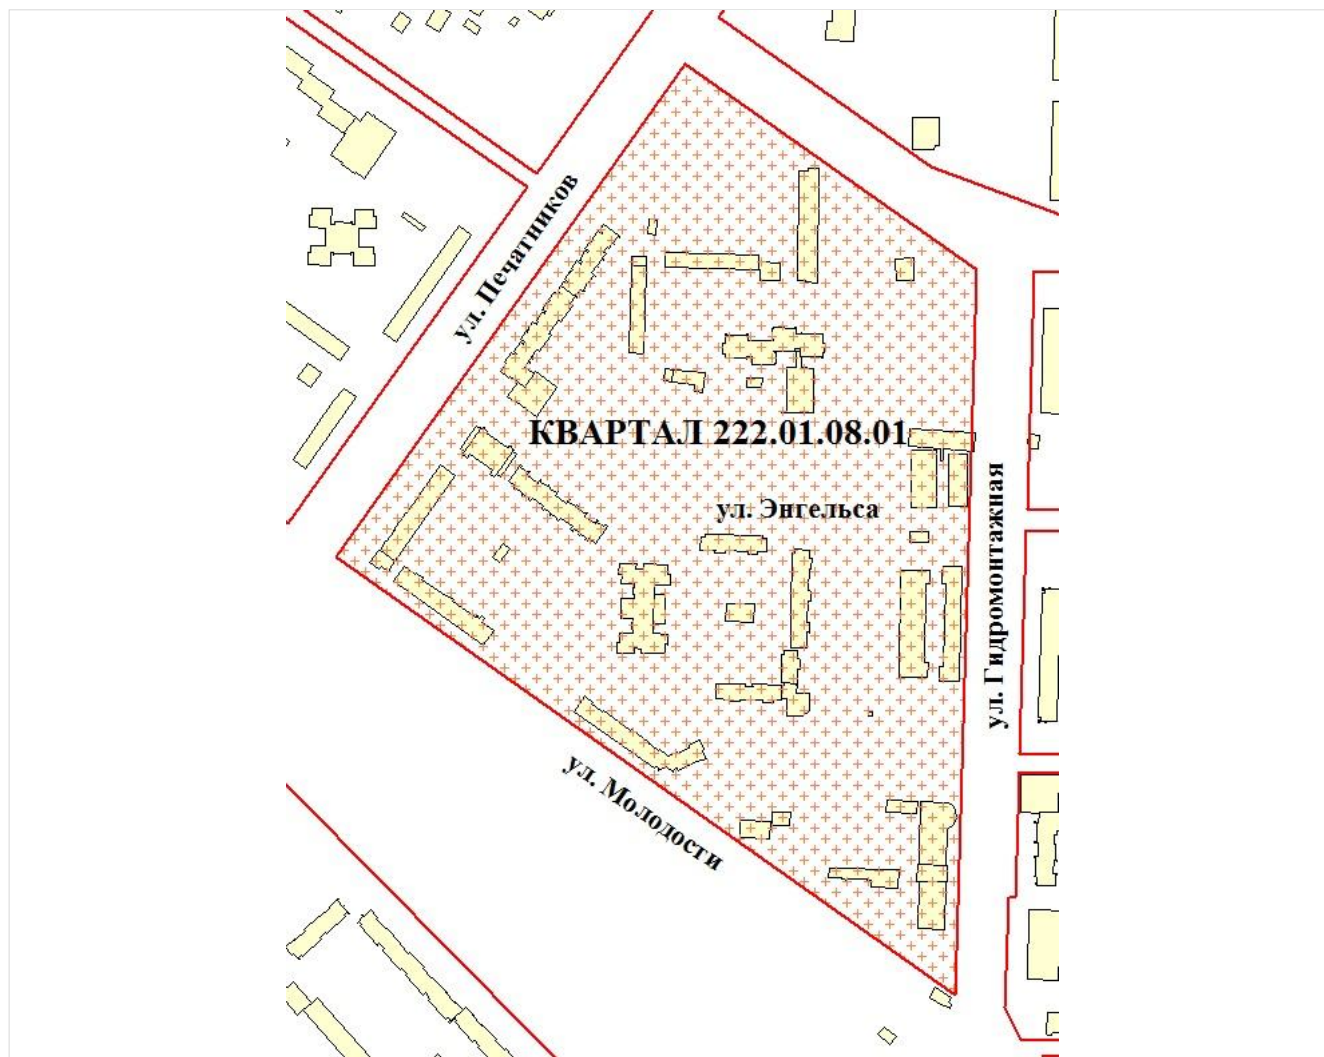 ул. Печатников
КВАРТАЛ 222.01.08.01
ул. Энгельса
ул. Гидромонтажная
ул. Молодости